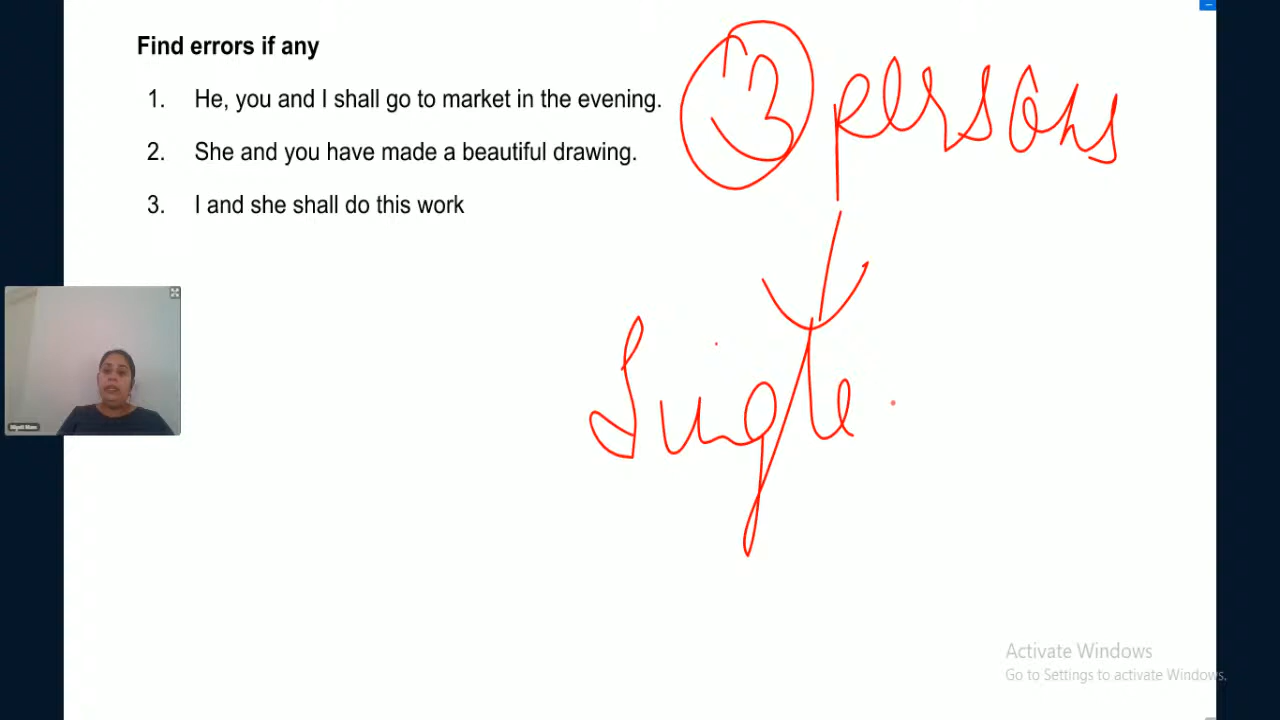 Find errors if any
1. He, you and I shall go to market in the evening.
2. She and you have made a beautiful drawing.
3. I and she shall do this work
3 persons
Single
Activate Windows
Go to Settings to activate Windows.